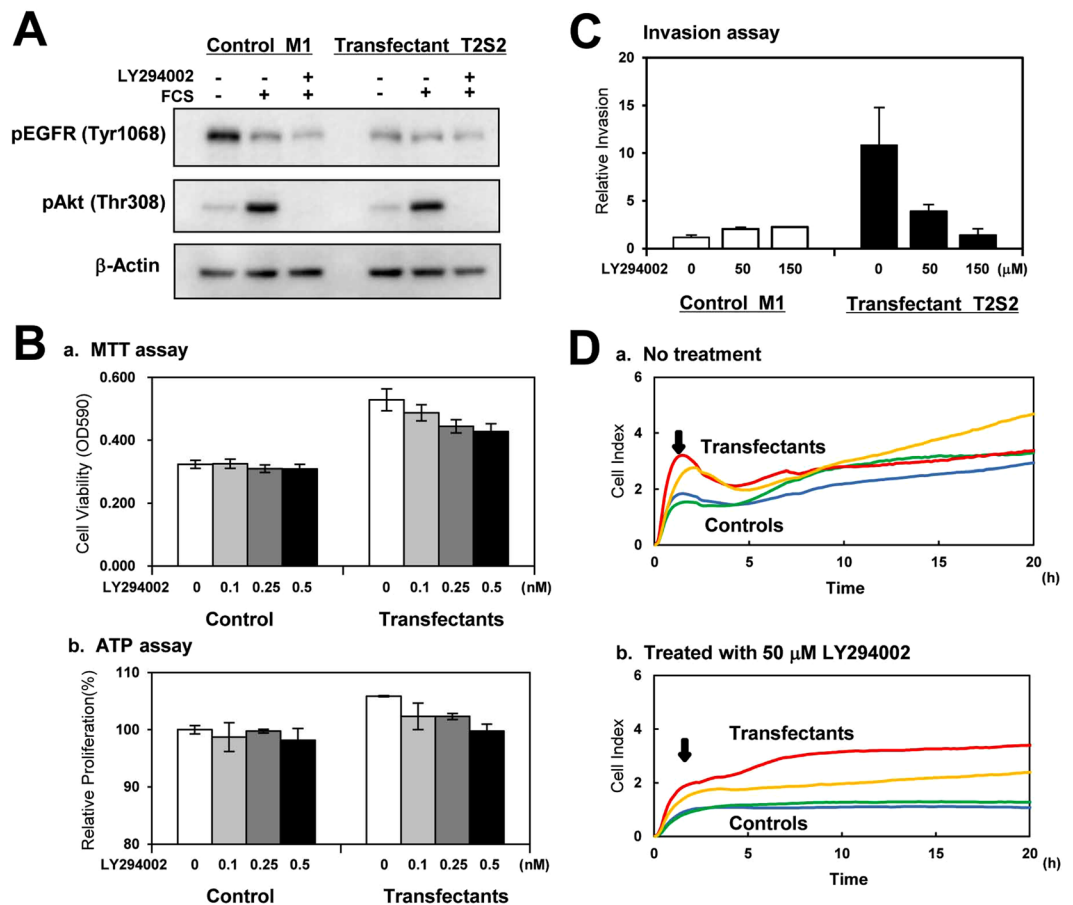 A
Control M1 Transfectant T2S2
LY294002 - - + - - +
FCS - + + - + +
pEGFR (Tyr1068)
pAkt (Thr308)
β-Actin
B
a. MTT assay
Cell Viability (OD590)
0.600
0.400
0.200
0.000
LY294002 0 0.1 0.25 0.5 0 0.1 0.25 0.5 (nM)
Control Transfectants
b. ATP assay
Relative Proliferation(%)
110
100
90
80
LY294002 0 0.1 0.25 0.5 0 0.1 0.25 0.5 (nM)
Control Transfectants
C
Invasion assay
Relative Invasion
20
15
10
5
0
LY294002 0 50 150 0 50 150 (μM)
Control M1 Transfectant T2S2
D
a. No treatment
Cell Index
6
4
2
0
Transfectants
Controls
0 5 10 15 20
(h)
Time
b. Treated with 50 μM LY294002
Cell Index
6
4
2
0
Transfectants
Controls
0 5 10 15 20
(h)
Time